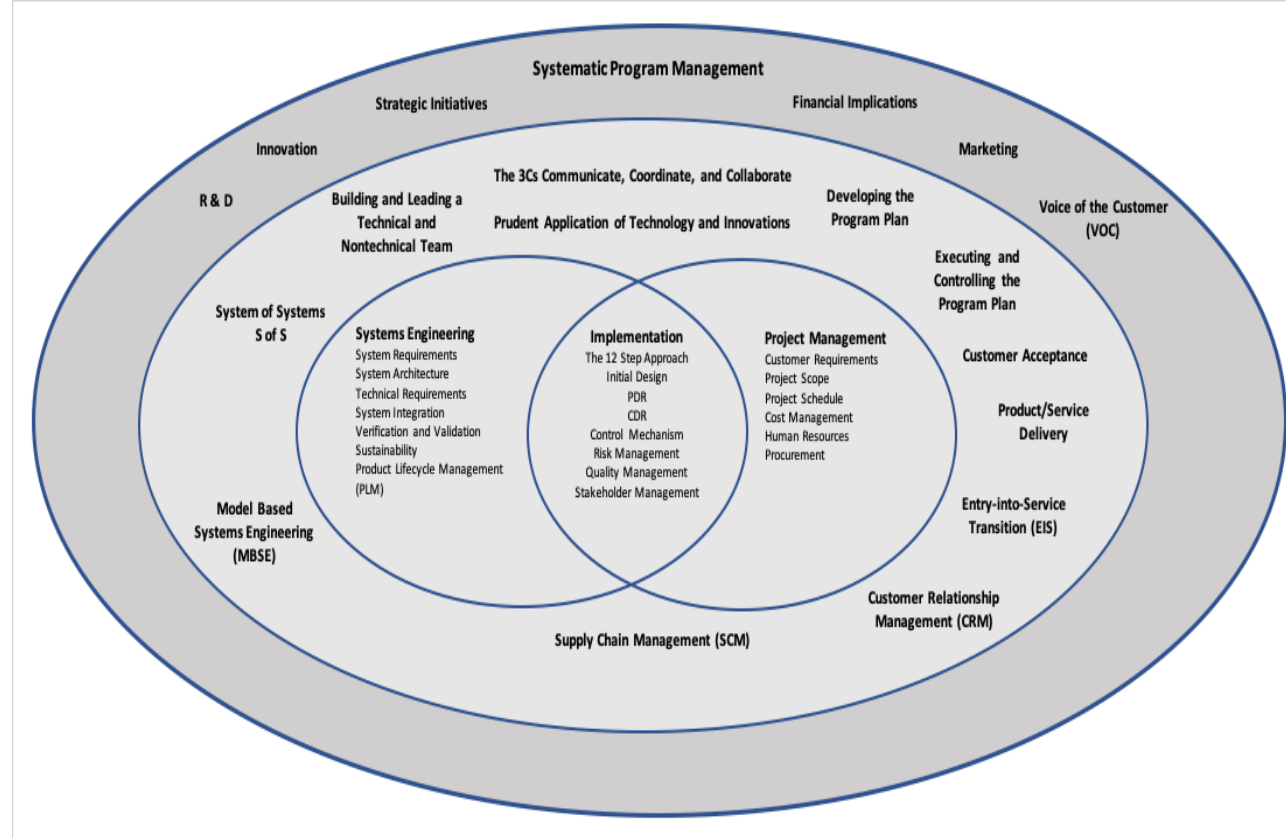 Systematic Program Management
Strategic Initiatives
Financial Implications
Innovation
Marketing
R & D
Voice of the Customer
(VOC)
The 3Cs Communicate, Coordinate, and Collaborate
Prudent Application of Technology and Innovations
Building and Leading a
Technical and
Nontechnical Team
Developing the
Program Plan
Executing and
Controlling the
Program Plan
System of Systems
S of S
Customer Acceptance
Product/Service
Delivery
Entry-into-Service
Transition (EIS)
Customer Relationship
Management (CRM)
Model Based
Systems Engineering
(MBSE)
Supply Chain Management (SCM)
Systems Engineering
System Requirements
System Architecture
Technical Requirements
System Integration
Verification and Validation
Sustainability
Product Lifecycle Management
(PLM)
Implementation
The 12 Step Approach
Initial Design
PDR
CDR
Control Mechanism
Risk Management
Quality Management
Stakeholder Management
Project Management
Customer Requirements
Project Scope
Project Schedule
Cost Management
Human Resources
Procurement